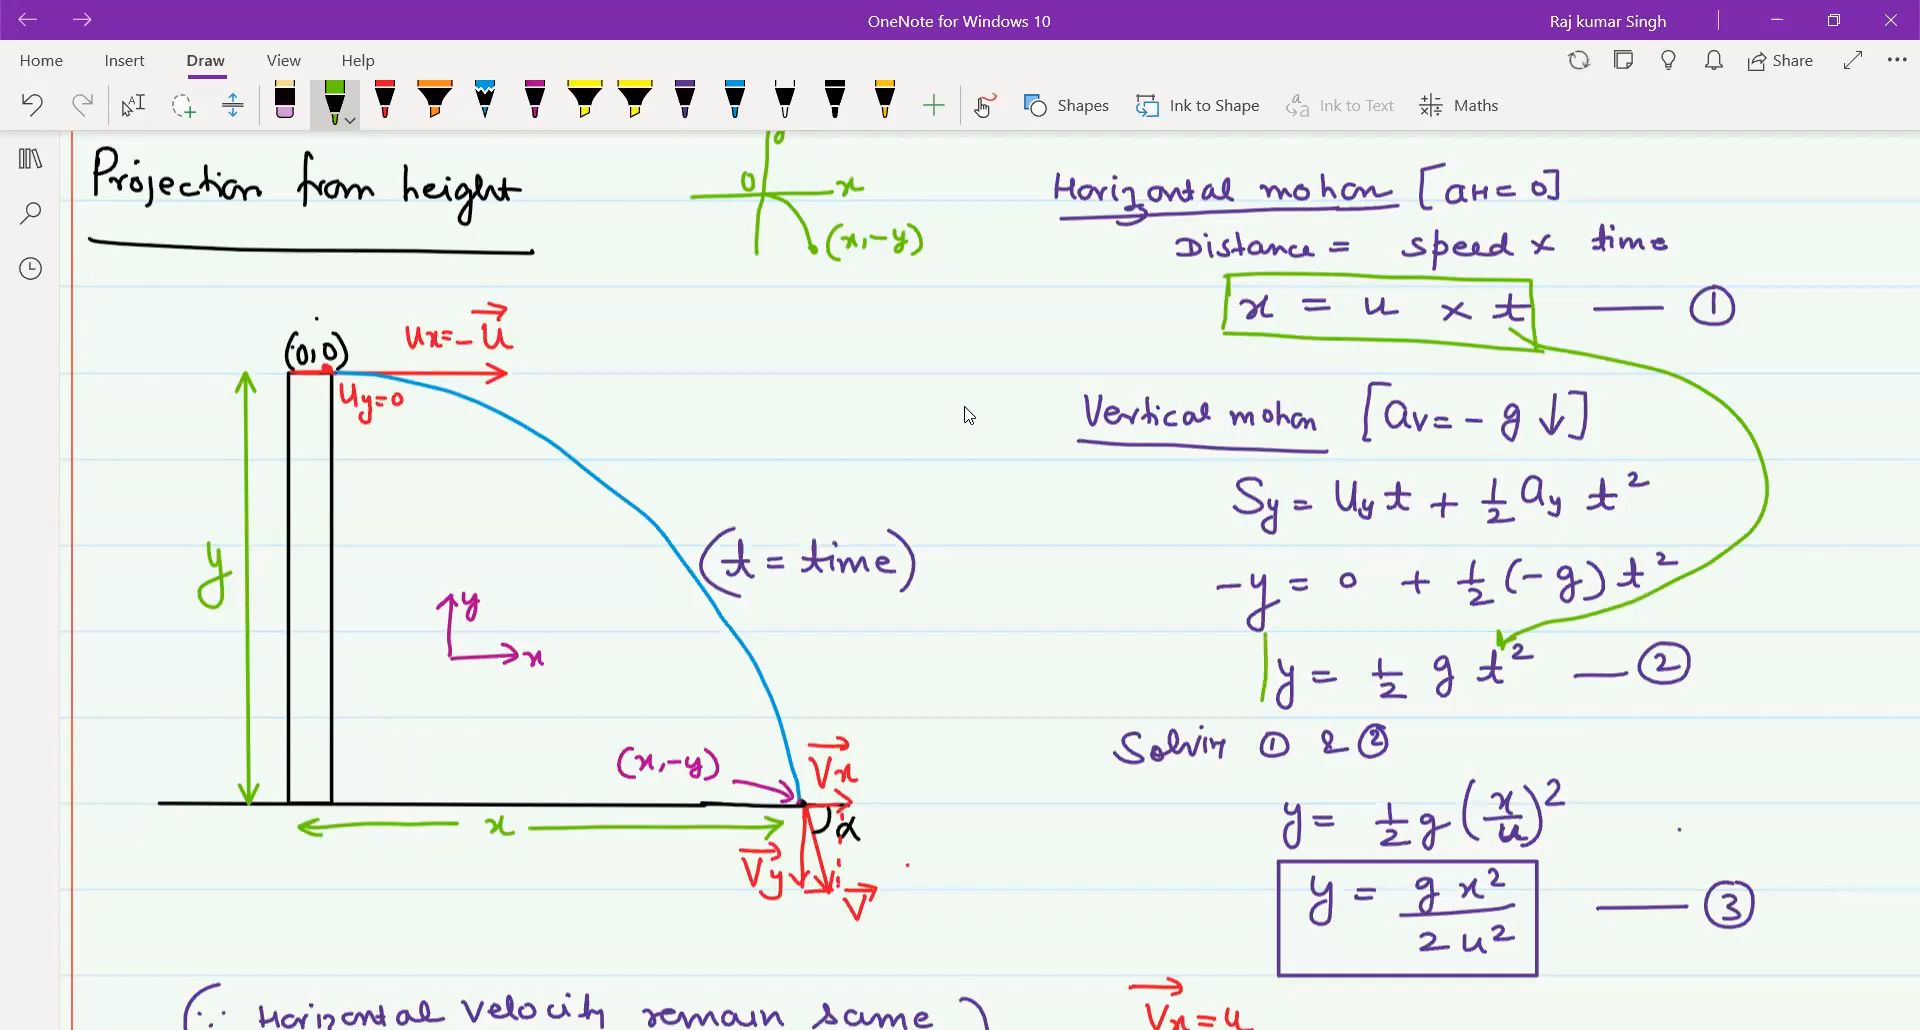 OneNote for Windows 10
Raj kumar Singh
Home Insert Draw View Help
Share
Shapes Ink to Shape Ink to Text Maths
Projection from height
0 x
(x,-y)
(0,0)
ux=-u
uy=0
y
(t = time)
y
x
(x,-y)
x
Vx
α
Vy
V
(∵ Horizontal velocity remain same)
Horizontal motion [aH= 0]
Distance = speed × time
x = u × t — ①
Vertical motion [av= - g ↓]
Sy= Uy t + 1/2 ay t²
-y = 0 + 1/2 (-g) t²
y = 1/2 g t² — ②
Solvin ① & ②
y = 1/2 g (x/u)²
y = g x²/2u² — ③
Vx = u